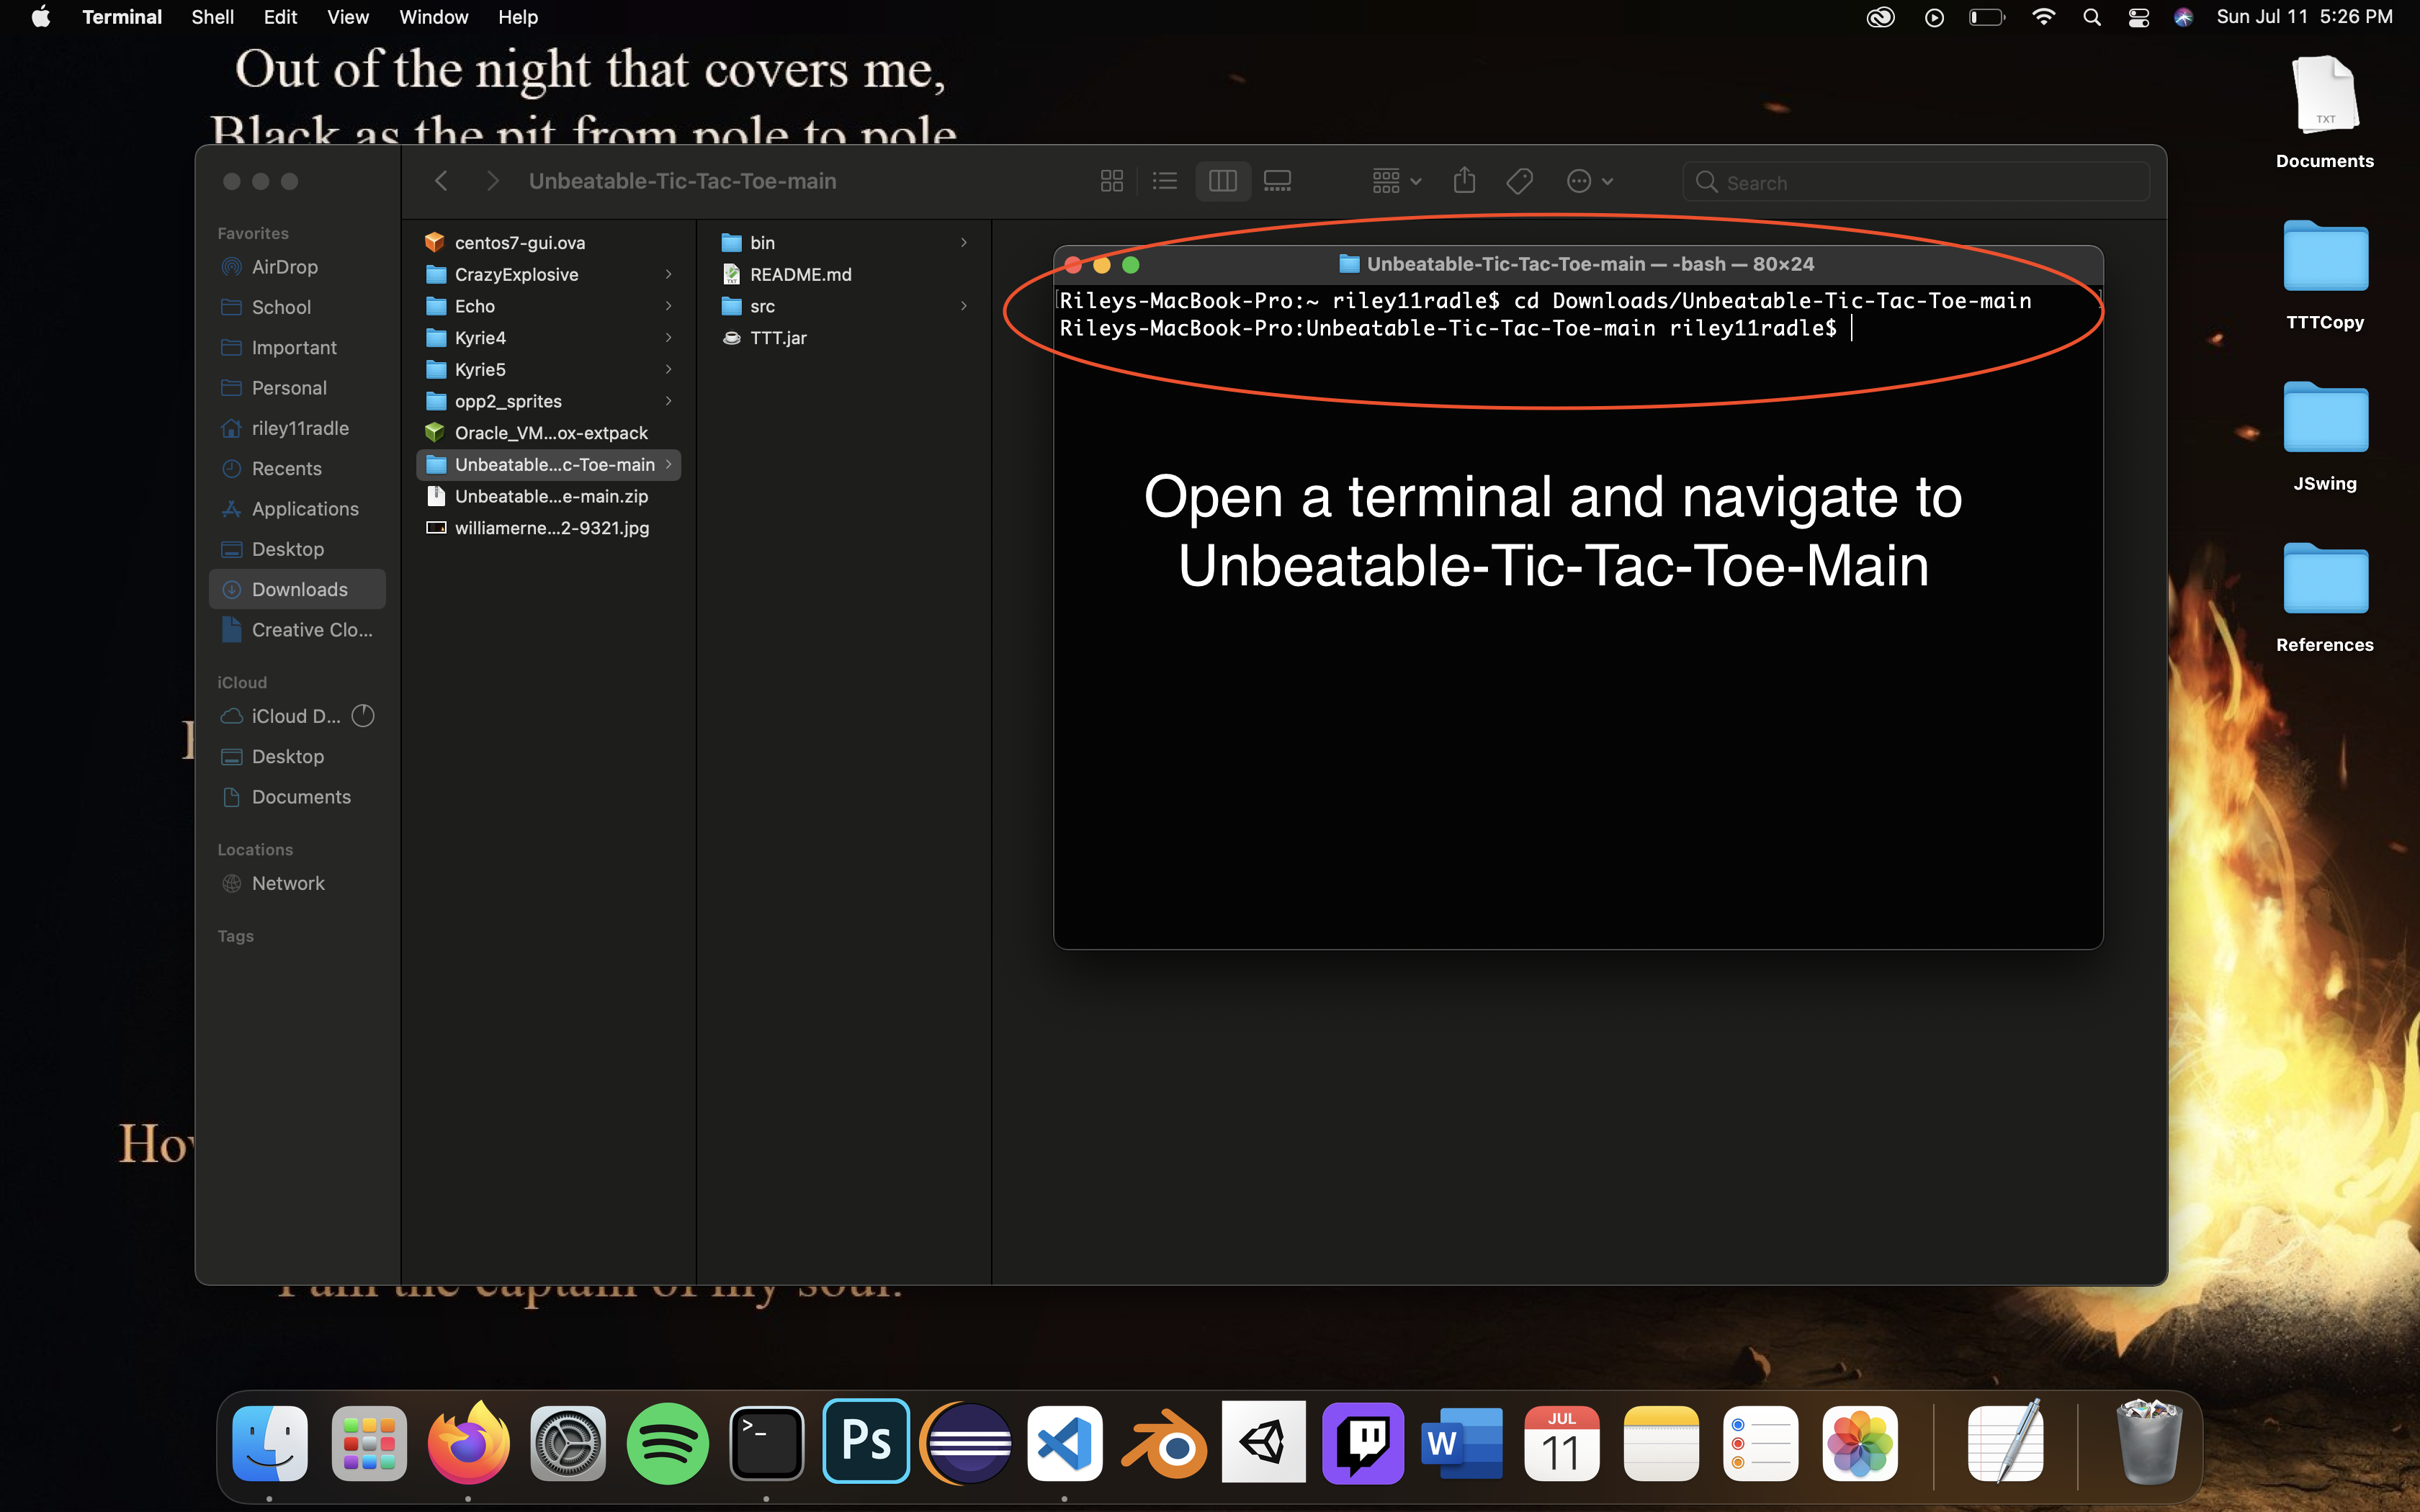 Terminal Shell Edit View Window Help
Sun Jul 11 5:26 PM
Out of the night that covers me,
Black as the pit from pole to pole
Unbeatable-Tic-Tac-Toe-main
Search
Favorites
AirDrop
School
Important
Personal
riley11radle
Recents
Applications
Desktop
Downloads
Creative Clo...
iCloud
iCloud D...
Desktop
Documents
Locations
Network
Tags
centos7-gui.ova
CrazyExplosive
Echo
Kyrie4
Kyrie5
opp2_sprites
Oracle_VM...ox-extpack
Unbeatable...c-Toe-main
Unbeatable...e-main.zip
williamerne...2-9321.jpg
bin
README.md
src
TTT.jar
Unbeatable-Tic-Tac-Toe-main — -bash — 80×24
Rileys-MacBook-Pro:~ riley11radle$ cd Downloads/Unbeatable-Tic-Tac-Toe-main
Rileys-MacBook-Pro:Unbeatable-Tic-Tac-Toe-main riley11radle$
Open a terminal and navigate to
Unbeatable-Tic-Tac-Toe-Main
TXT
Documents
TTTCopy
JSwing
References
I am the captain of my soul.
>_
Ps
W
JUL
11